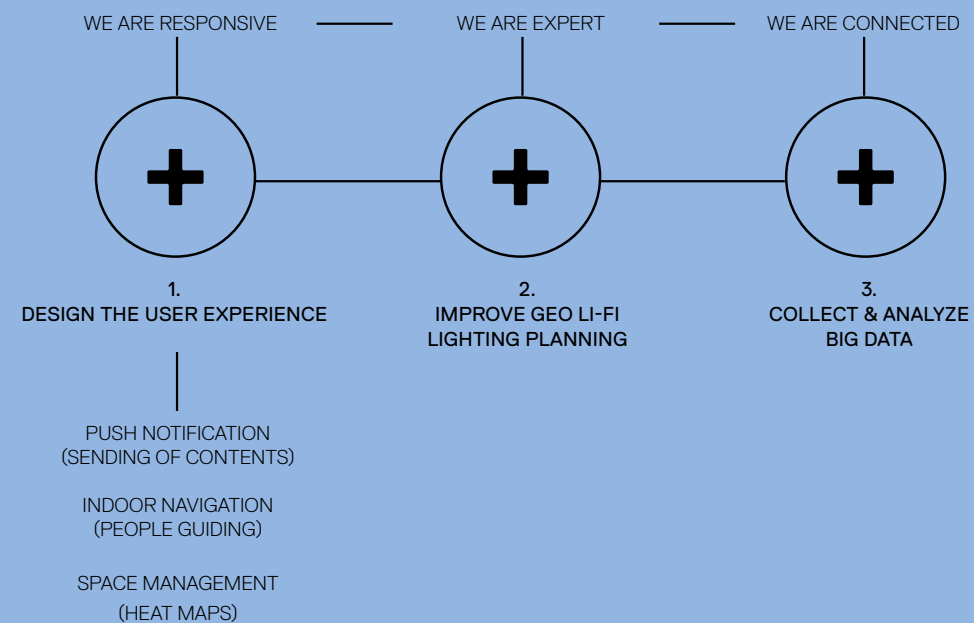 WE ARE RESPONSIVE
WE ARE EXPERT
WE ARE CONNECTED
1.
DESIGN THE USER EXPERIENCE
2.
IMPROVE GEO LI-FI
LIGHTING PLANNING
3.
COLLECT & ANALYZE
BIG DATA
PUSH NOTIFICATION
(SENDING OF CONTENTS)
INDOOR NAVIGATION
(PEOPLE GUIDING)
SPACE MANAGEMENT
(HEAT MAPS)